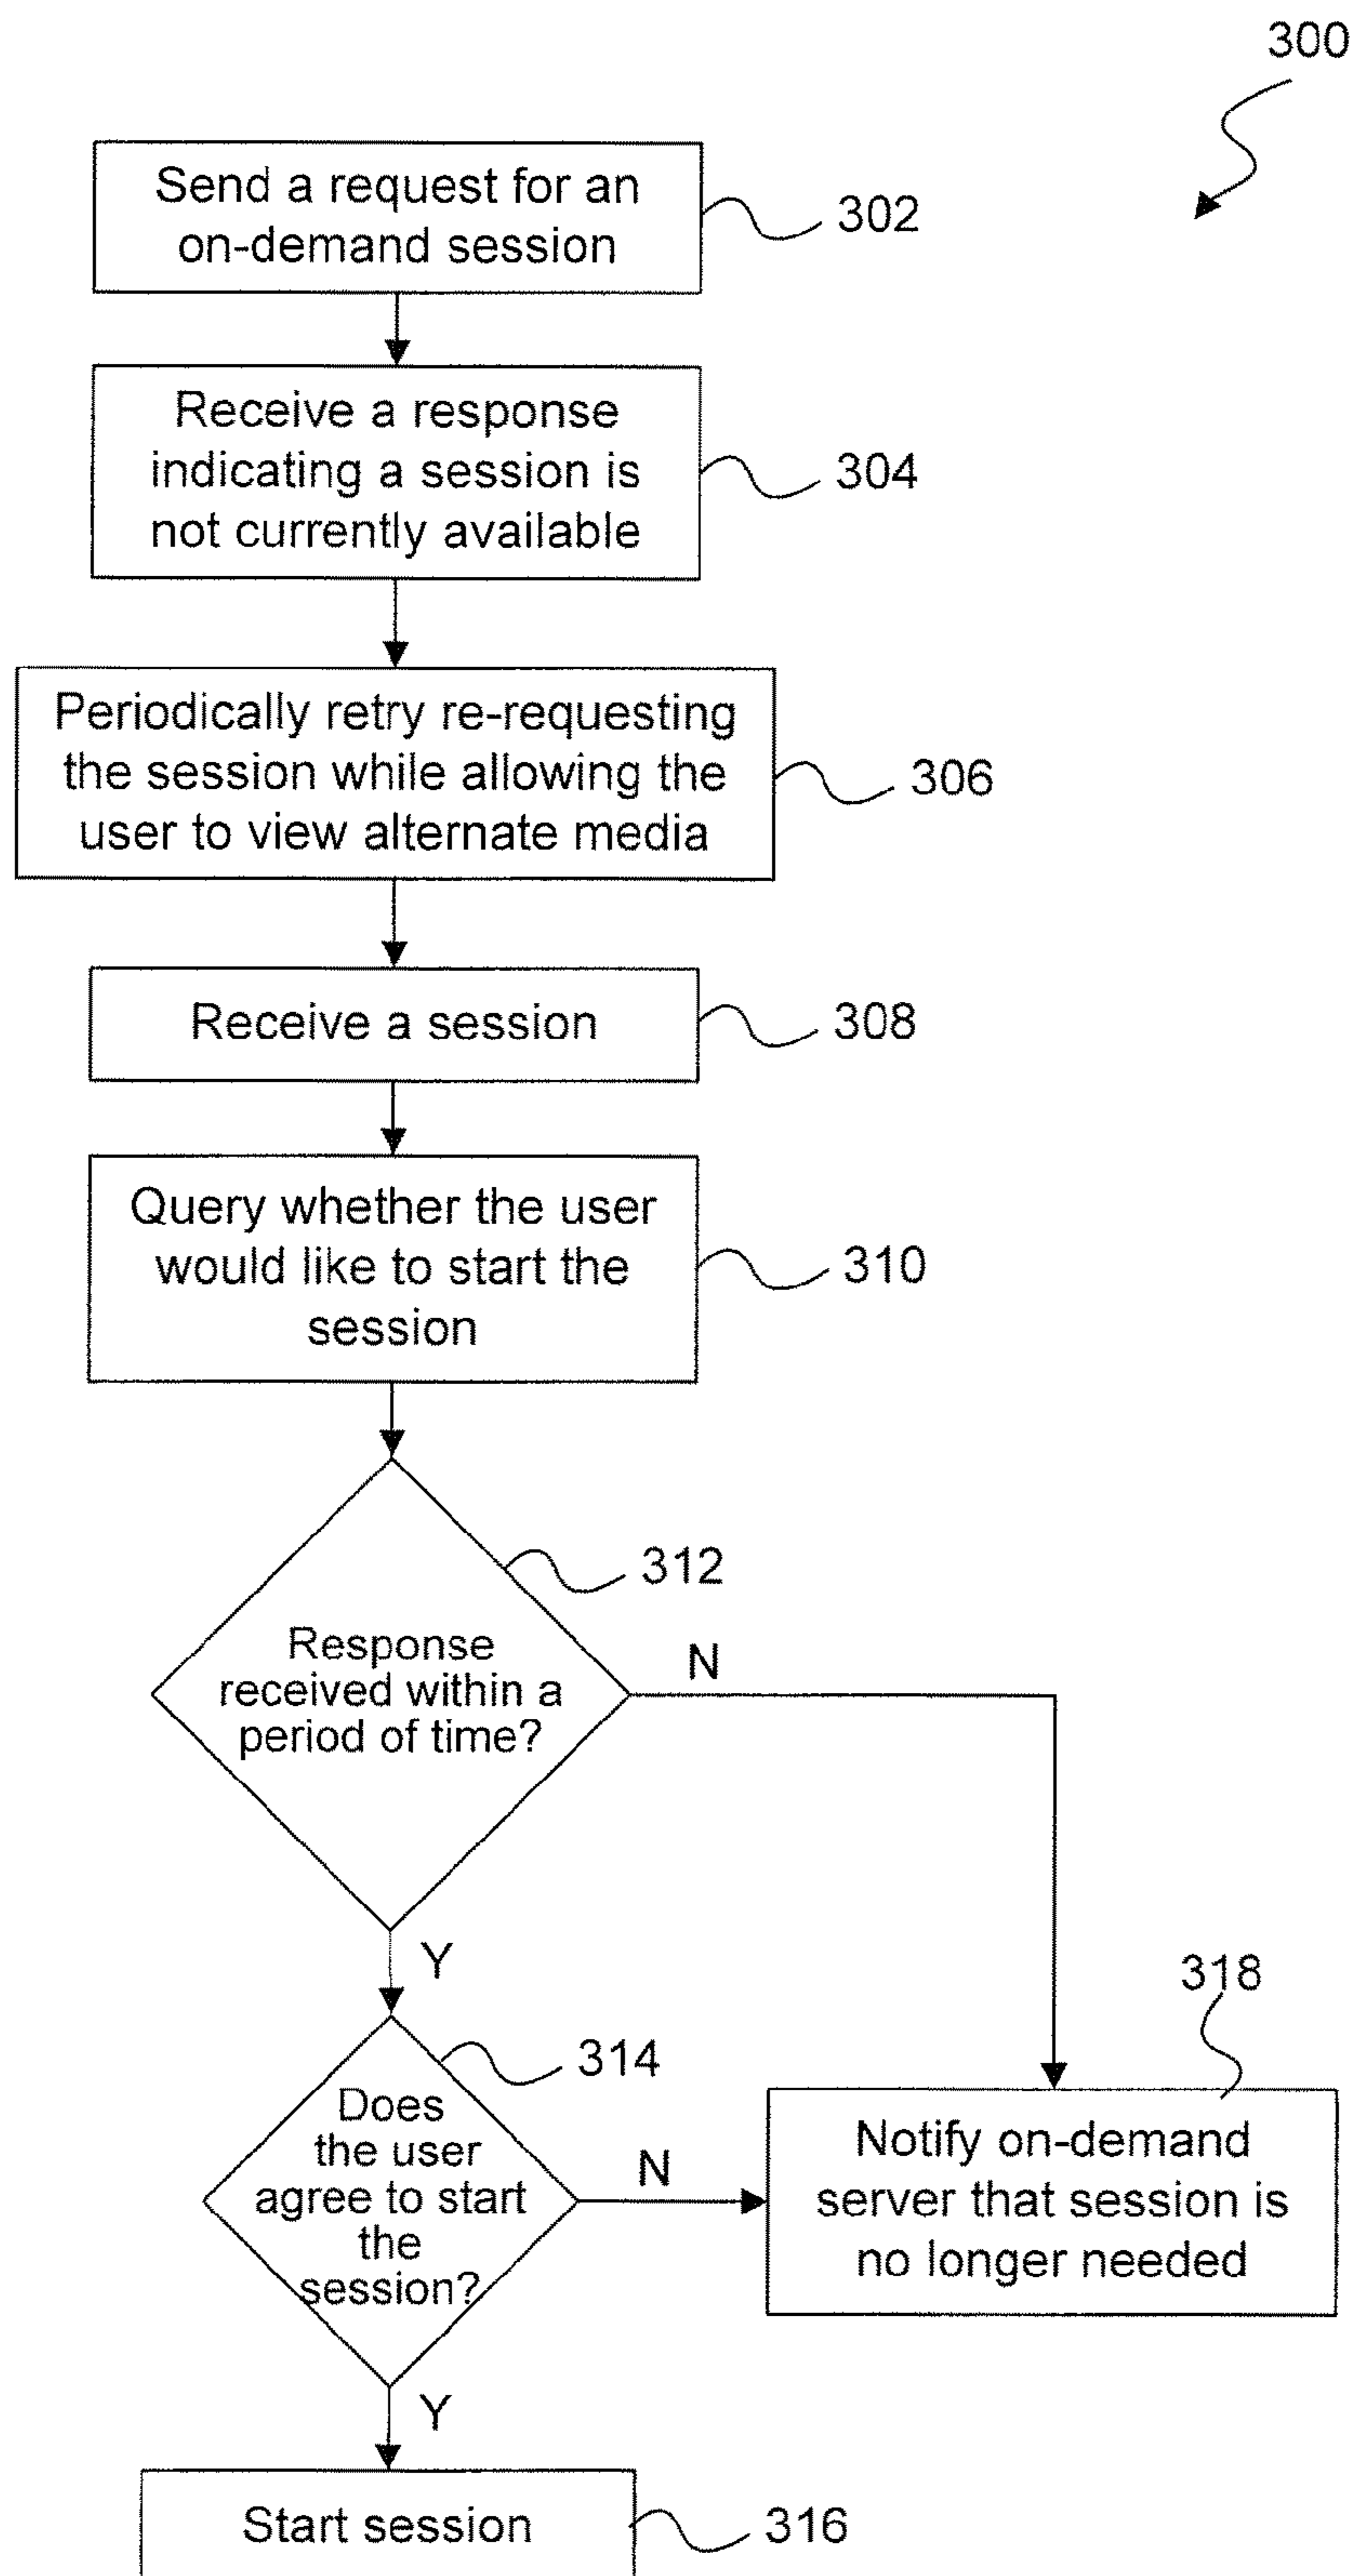 300
Send a request for an
on-demand session
302
Receive a response
indicating a session is
not currently available
304
Periodically retry re-requesting
the session while allowing the
user to view alternate media
306
Receive a session
308
Query whether the user
would like to start the
session
310
312
Response
received within a
period of time?
N
Y
314
Does
the user
agree to start
the
session?
N
318
Notify on-demand
server that session is
no longer needed
Y
Start session
316